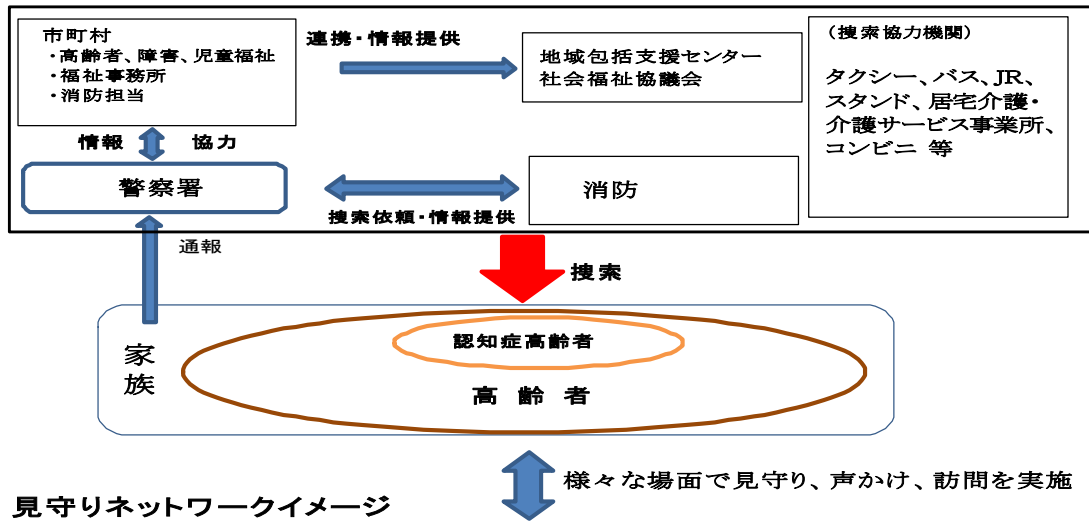 市町村
・高齢者、障害、児童福祉
・福祉事務所
・消防担当
連携・情報提供
地域包括支援センター
社会福祉協議会
(捜索協力機関)
タクシー、バス、JR、
スタンド、居宅介護・
介護サービス事業所、
コンビニ 等
情報
協力
警察署
捜索依頼・情報提供
消防
通報
捜索
家族
認知症高齢者
高 齢 者
様々な場面で見守り、声かけ、訪問を実施
見守りネットワークイメージ